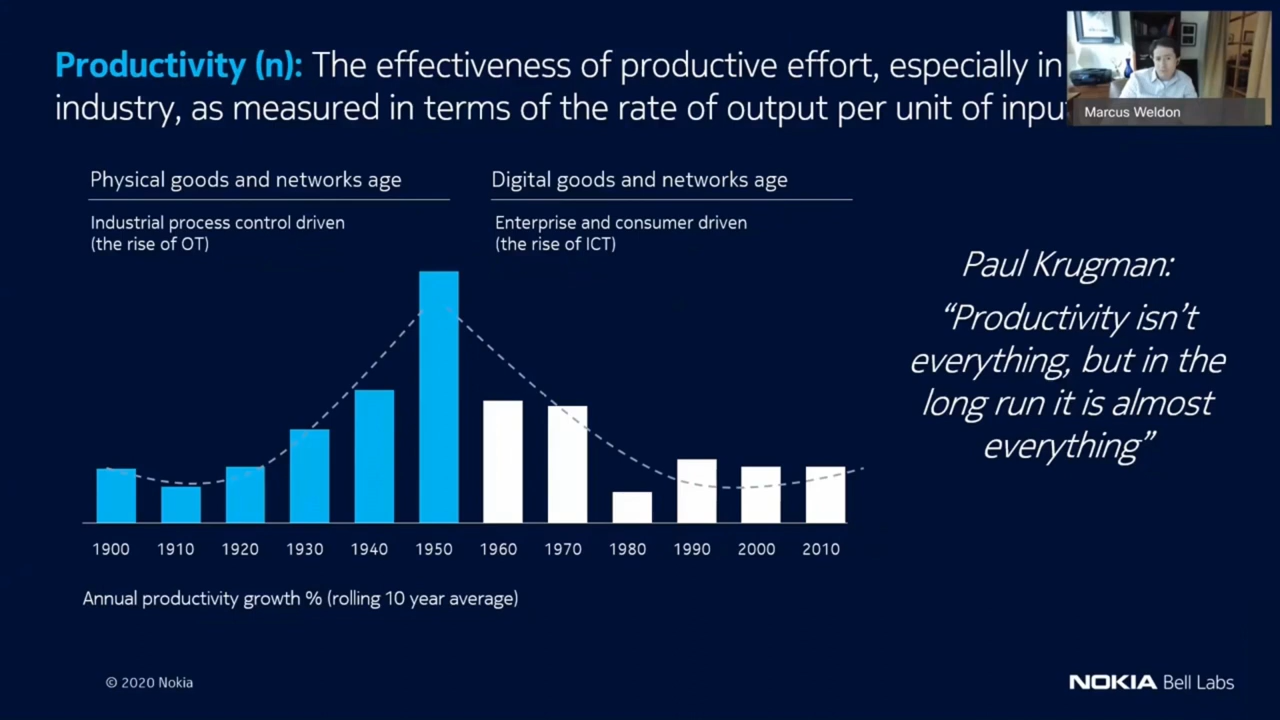 Productivity (n): The effectiveness of productive effort, especially in
industry, as measured in terms of the rate of output per unit of inpu
Marcus Weldon
Physical goods and networks age
Industrial process control driven
(the rise of OT)
Digital goods and networks age
Enterprise and consumer driven
(the rise of ICT)
Paul Krugman:
“Productivity isn’t
everything, but in the
long run it is almost
everything”
1900 1910 1920 1930 1940 1950 1960 1970 1980 1990 2000 2010
Annual productivity growth % (rolling 10 year average)
© 2020 Nokia
NOKIA Bell Labs